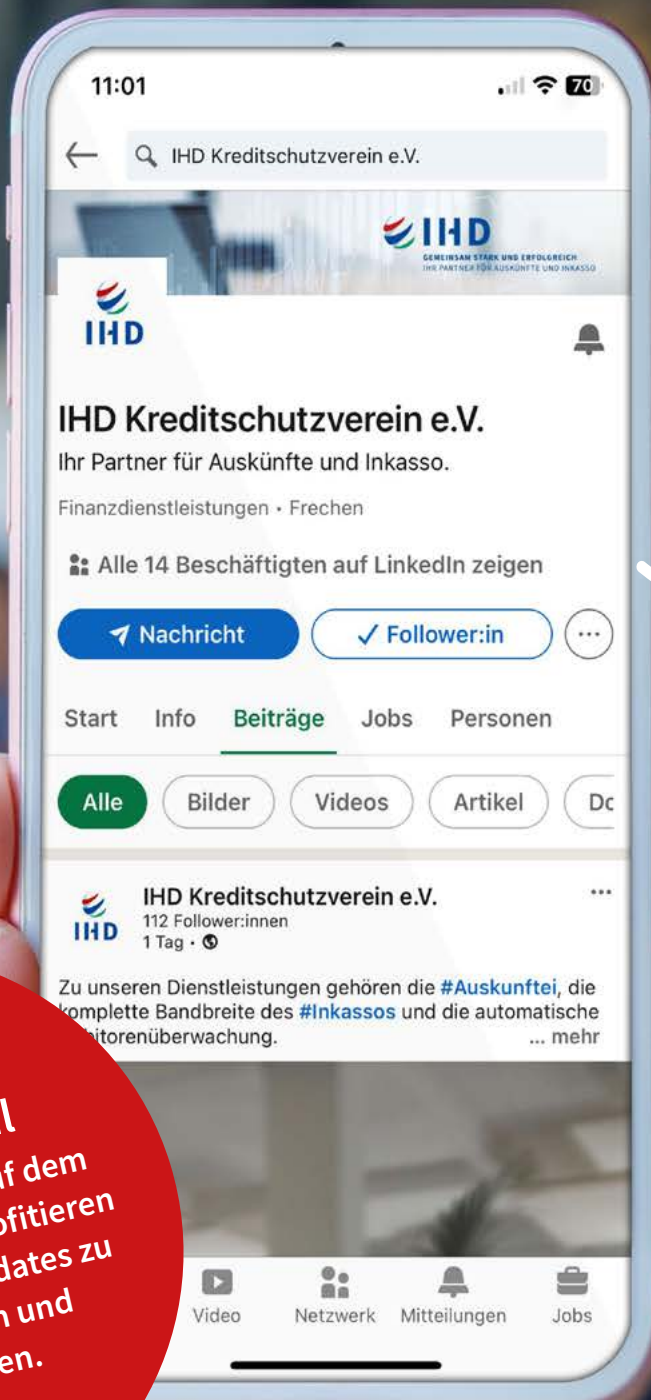 11:01
70
IHD Kreditschutzverein e.V.
IHD
GEMEINSAM STARK UND ERFOLGREICH
IHR PARTNER FÜR AUSKÜNFTE UND INKASSO
IHD
IHD Kreditschutzverein e.V.
Ihr Partner für Auskünfte und Inkasso.
Finanzdienstleistungen • Frechen
Alle 14 Beschäftigten auf LinkedIn zeigen
Nachricht
Follower:in
Start Info Beiträge Jobs Personen
Alle Bilder Videos Artikel
IHD
IHD Kreditschutzverein e.V.
112 Follower:innen
1 Tag •
Zu unseren Dienstleistungen gehören die #Auskunftei, die
komplette Bandbreite des #Inkassos und die automatische
... mehr
dem
und
Video Netzwerk Mitteilungen Jobs